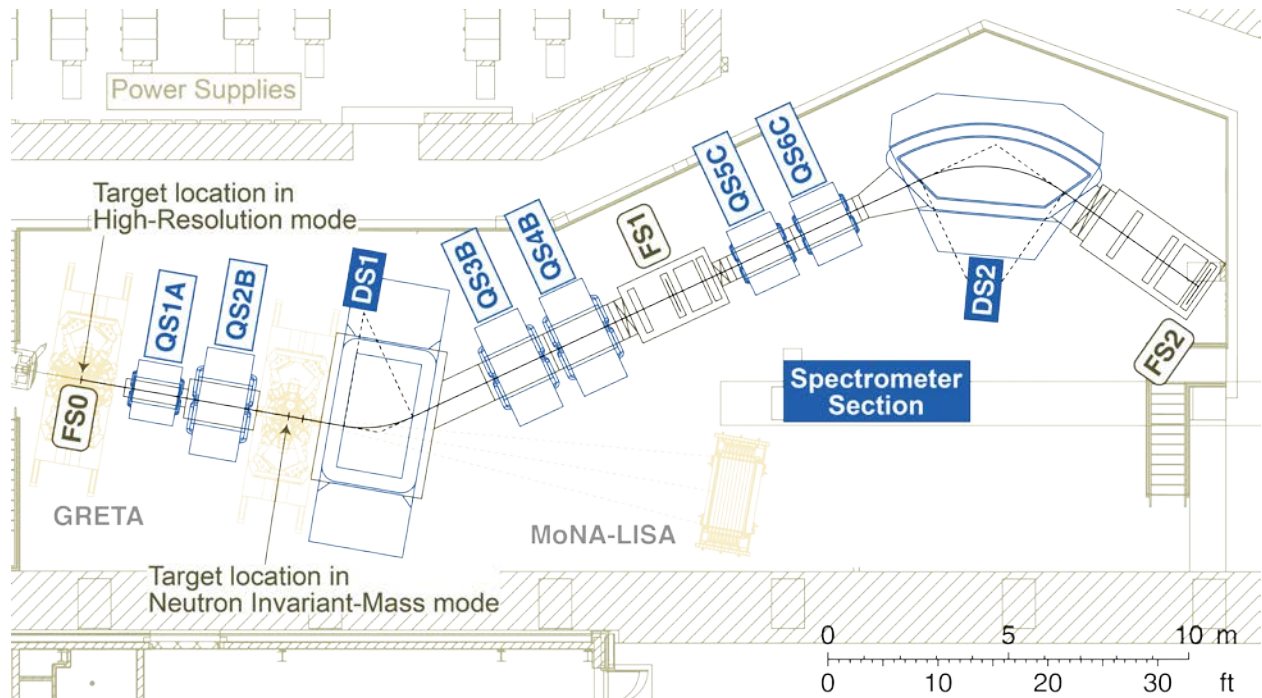 Power Supplies
Target location in
High-Resolution mode
FS0
QS1A
QS2B
DS1
QS3B
QS4B
FS1
QS5C
QS6C
DS2
FS2
Spectrometer
Section
GRETA
MoNA-LISA
Target location in
Neutron Invariant-Mass mode
0 5 10 m
0 10 20 30 ft